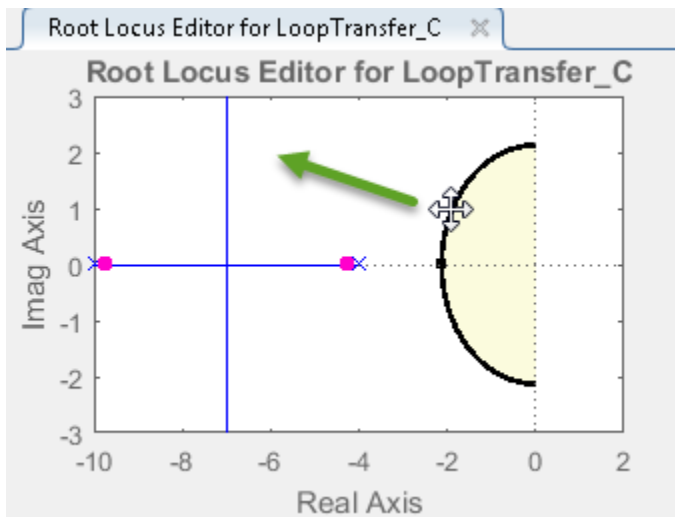 Root Locus Editor for LoopTransfer_C
Root Locus Editor for LoopTransfer_C
3
2
1
0
-1
-2
-3
Imag Axis
-10 -8 -6 -4 -2 0 2
Real Axis